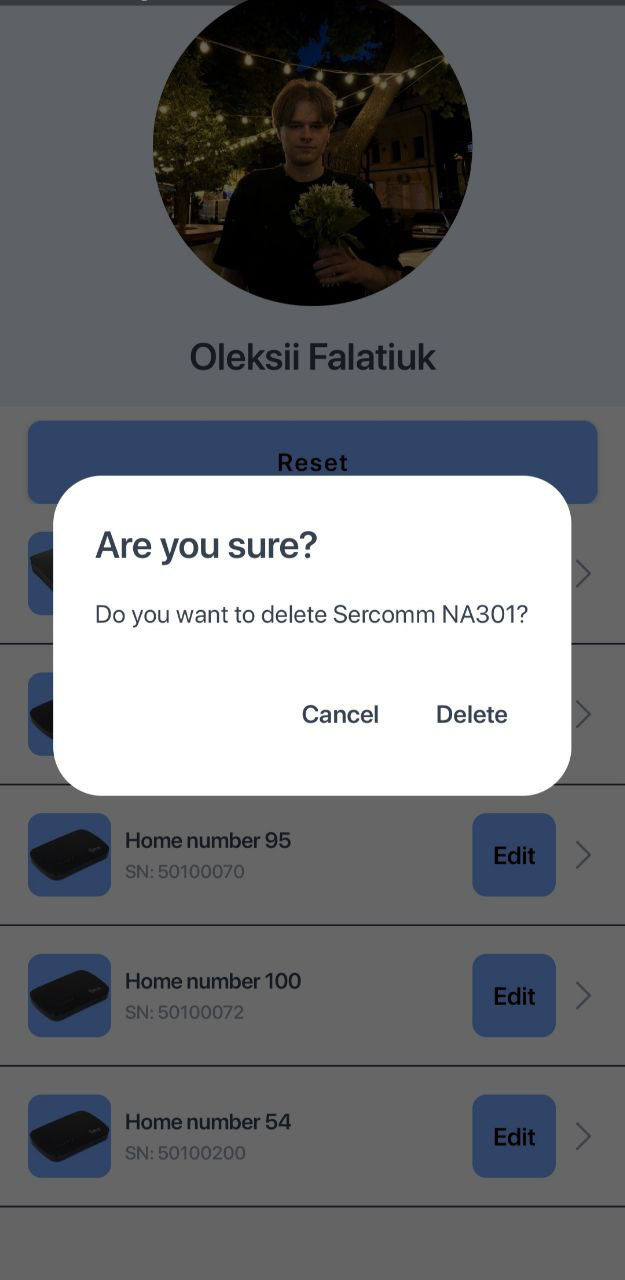 Oleksii Falatiuk
Reset
Are you sure?
Do you want to delete Sercomm NA301?
Cancel Delete
Home number 95
SN: 50100070
Edit
Home number 100
SN: 50100072
Edit
Home number 54
SN: 50100200
Edit